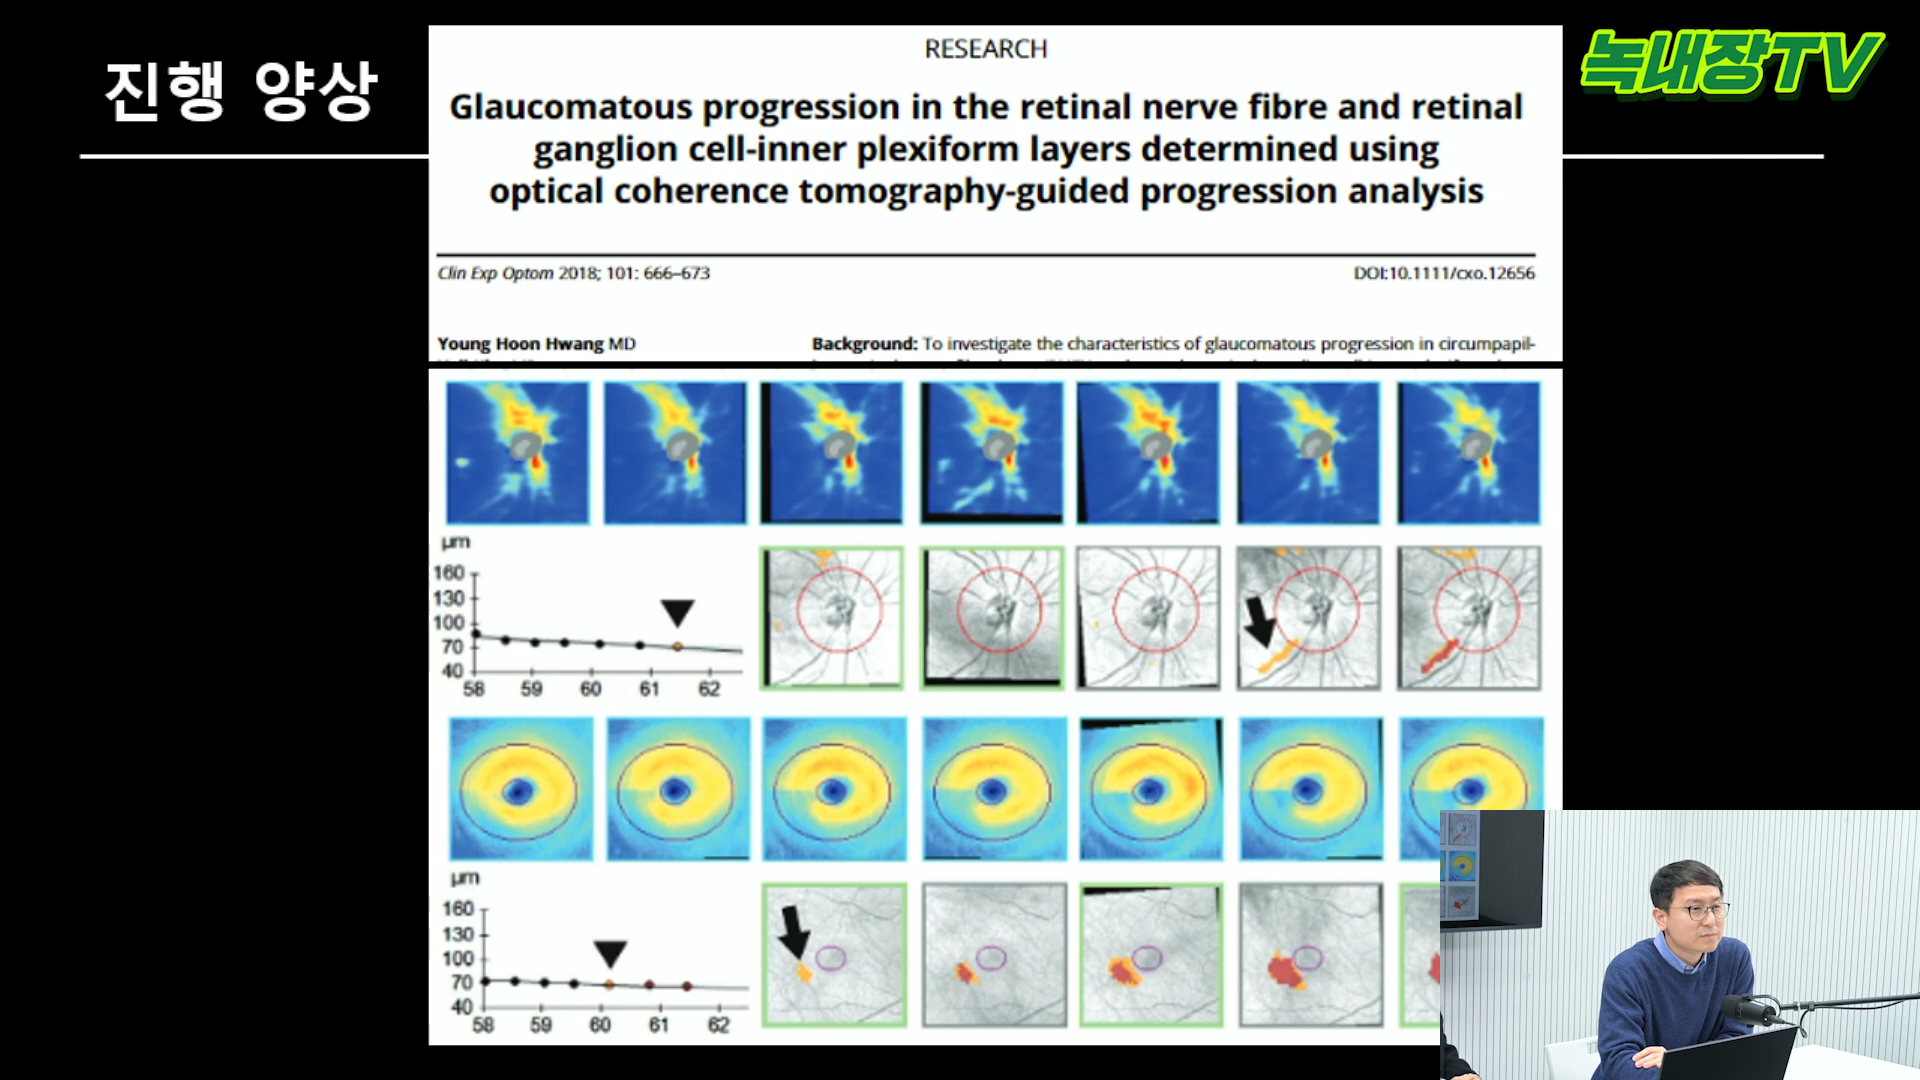 진행 양상
녹내장TV
RESEARCH
Glaucomatous progression in the retinal nerve fibre and retinal
ganglion cell-inner plexiform layers determined using
optical coherence tomography-guided progression analysis
Clin Exp Optom 2018; 101: 666–673
DOI:10.1111/cxo.12656
Young Hoon Hwang MD
Background: To investigate the characteristics of glaucomatous progression in circumpapil-
µm
160
130
100
70
40
58 59 60 61 62
µm
160
130
100
70
40
58 59 60 61 62